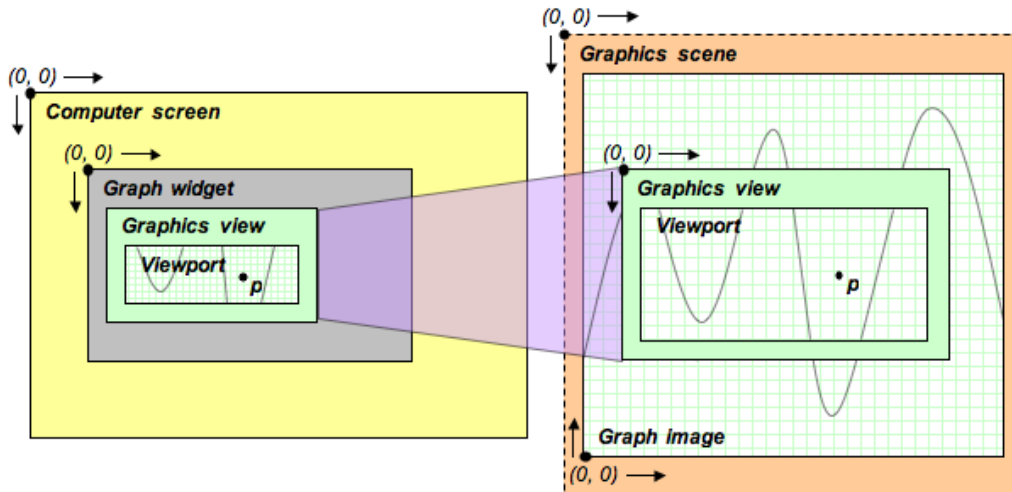 (0, 0)
Computer screen
(0, 0)
Graph widget
Graphics view
Viewport
p
(0, 0)
Graphics scene
(0, 0)
Graphics view
Viewport
p
Graph image
(0, 0)